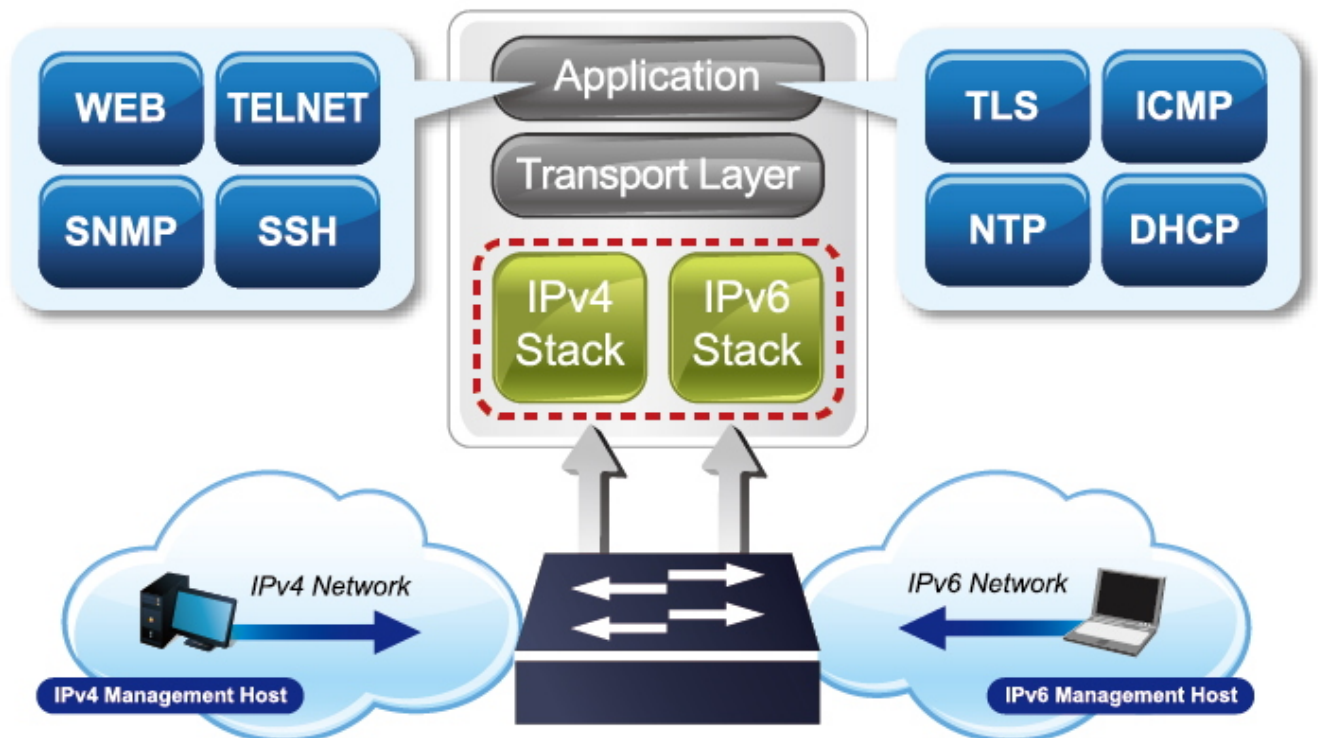 WEB
TELNET
SNMP
SSH
Application
Transport Layer
IPv4
Stack
IPv6
Stack
TLS
ICMP
NTP
DHCP
IPv4 Network
IPv4 Management Host
IPv6 Network
IPv6 Management Host